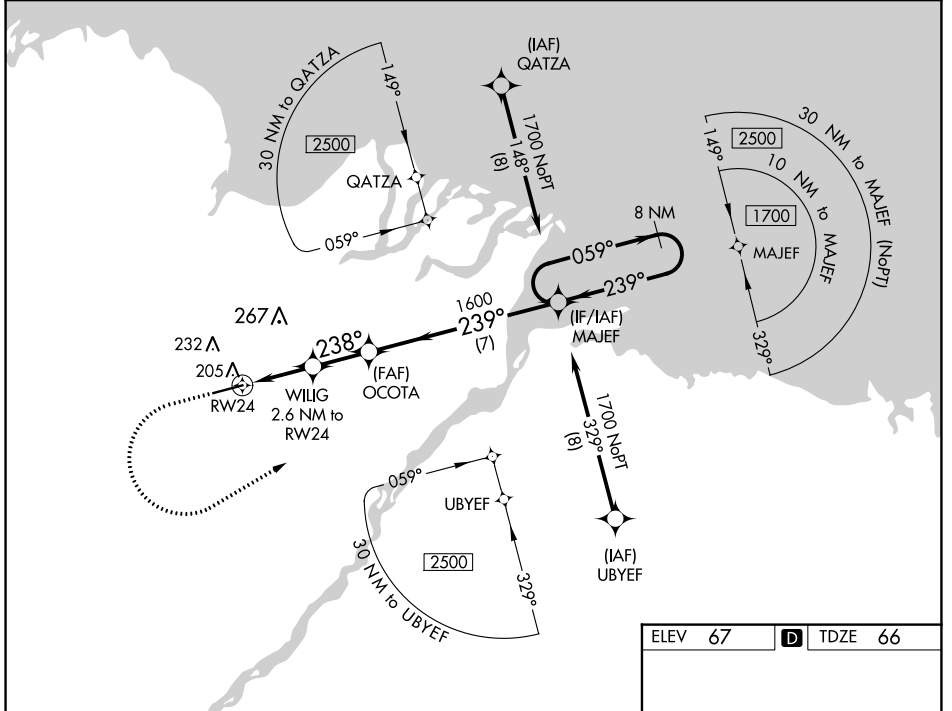 (IAF)
QATZA
1700 NoPT
148°
(8)
30 NM to QATZA
149°
2500
QATZA
059°
30 NM to MAJEF (NoPT)
2500
149°
10 NM to MAJEF
1700
MAJEF
329°
8 NM
059°
239°
(IF/IAF)
MAJEF
1600
239°
(7)
267
232
205
238°
(FAF)
OCOTA
WILIG
2.6 NM to
RW24
RW24
1700 NoPT
329°
(8)
(IAF)
UBYEF
059°
UBYEF
2500
329°
30 NM to UBYEF
ELEV 67 D TDZE 66